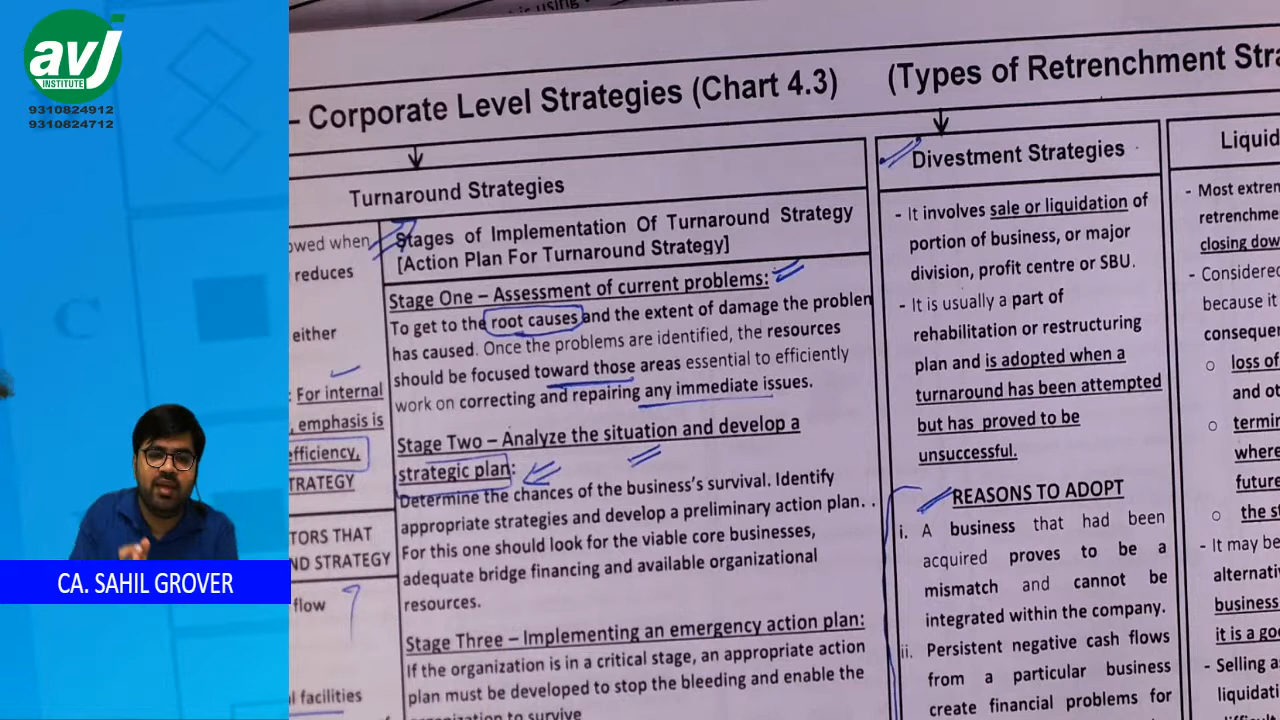 avj
INSTITUTE
9310824912
9310824712
CA. SAHIL GROVER
– Corporate Level Strategies (Chart 4.3) (Types of Retrenchment Stra
Turnaround Strategies
owed when
reduces
either
: For internal
, emphasis is
efficiency,
TRATEGY
TORS THAT
ND STRATEGY
flow
l facilities
Stages of Implementation Of Turnaround Strategy
[Action Plan For Turnaround Strategy]
Stage One – Assessment of current problems:
To get to the root causes and the extent of damage the problem
has caused. Once the problems are identified, the resources
should be focused toward those areas essential to efficiently
work on correcting and repairing any immediate issues.
Stage Two – Analyze the situation and develop a
strategic plan:
Determine the chances of the business's survival. Identify
appropriate strategies and develop a preliminary action plan. .
For this one should look for the viable core businesses,
adequate bridge financing and available organizational
resources.
Stage Three – Implementing an emergency action plan:
If the organization is in a critical stage, an appropriate action
plan must be developed to stop the bleeding and enable the
organization to survive
Divestment Strategies
- It involves sale or liquidation of
portion of business, or major
division, profit centre or SBU.
- It is usually a part of
rehabilitation or restructuring
plan and is adopted when a
turnaround has been attempted
but has proved to be
unsuccessful.
REASONS TO ADOPT
i. A business that had been
acquired proves to be a
mismatch and cannot be
integrated within the company.
ii. Persistent negative cash flows
from a particular business
create financial problems for
Liquid
- Most extrem
retrenchme
closing dow
- Considered
because it
consequen
o loss of
and ot
o termin
where
future
o the st
- It may be
alternati
business
it is a goo
- Selling a
liquidati